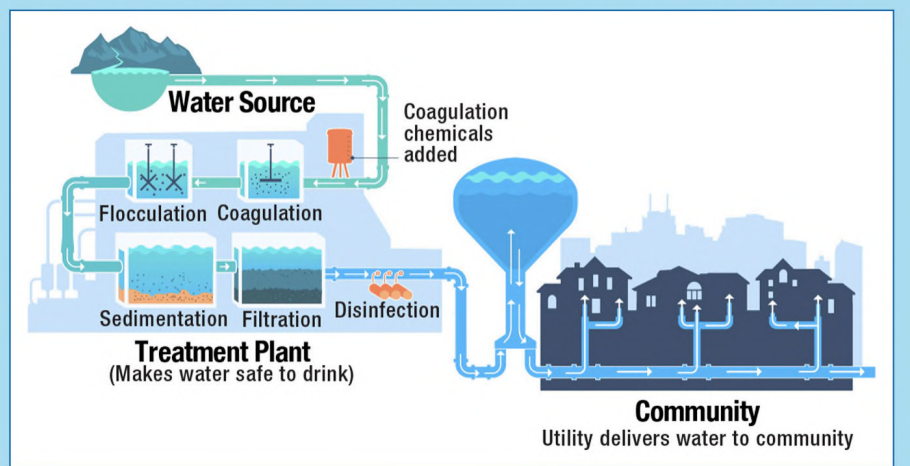 Water Source
Coagulation
chemicals
added
Flocculation
Coagulation
Sedimentation
Filtration
Disinfection
Treatment Plant
(Makes water safe to drink)
Community
Utility delivers water to community